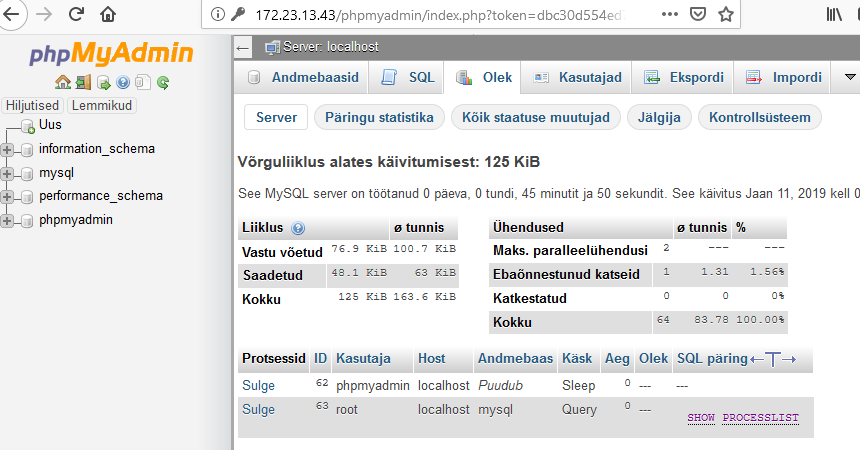 172.23.13.43/phpmyadmin/index.php?token=dbc30d554ed
phpMyAdmin
Hiljutised Lemmikud
Uus
information_schema
mysql
performance_schema
phpmyadmin
Server: localhost
Andmebaasid SQL Olek Kasutajad Ekspordi Impordi
Server Päringu statistika Kõik staatuse muutujad Jälgija Kontrollsüsteem
Võrguliiklus alates käivitumisest: 125 KiB
See MySQL server on töötanud 0 päeva, 0 tundi, 45 minutit ja 50 sekundit. See käivitus Jaan 11, 2019 kell 0
Liiklus ø tunnis
Vastu võetud 76.9 KiB 100.7 KiB
Saadetud 48.1 KiB 63 KiB
Kokku 125 KiB 163.6 KiB
Ühendused ø tunnis %
Maks. paralleelühendusi 2 --- ---
Ebaõnnestunud katseid 1 1.31 1.56%
Katkestatud 0 0 0%
Kokku 64 83.78 100.00%
Protsessid ID Kasutaja Host Andmebaas Käsk Aeg Olek SQL päring
Sulge 62 phpmyadmin localhost Puudub Sleep 0 --- ---
Sulge 63 root localhost mysql Query 0 --- SHOW PROCESSLIST